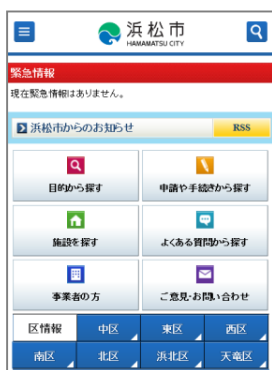 浜松市
HAMAMATSU CITY
緊急情報
現在緊急情報はありません。
浜松市からのお知らせ
RSS
目的から探す
申請や手続きから探す
施設を探す
よくある質問から探す
事業者の方
ご意見・お問い合わせ
区情報
中区
東区
西区
南区
北区
浜北区
天竜区